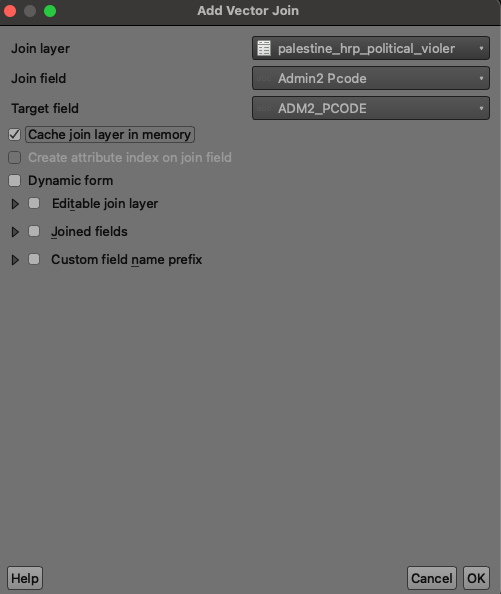 Add Vector Join
Join layer palestine_hrp_political_violer
Join field Admin2 Pcode
Target field ADM2_PCODE
Cache join layer in memory
Create attribute index on join field
Dynamic form
Editable join layer
Joined fields
Custom field name prefix
Help Cancel OK